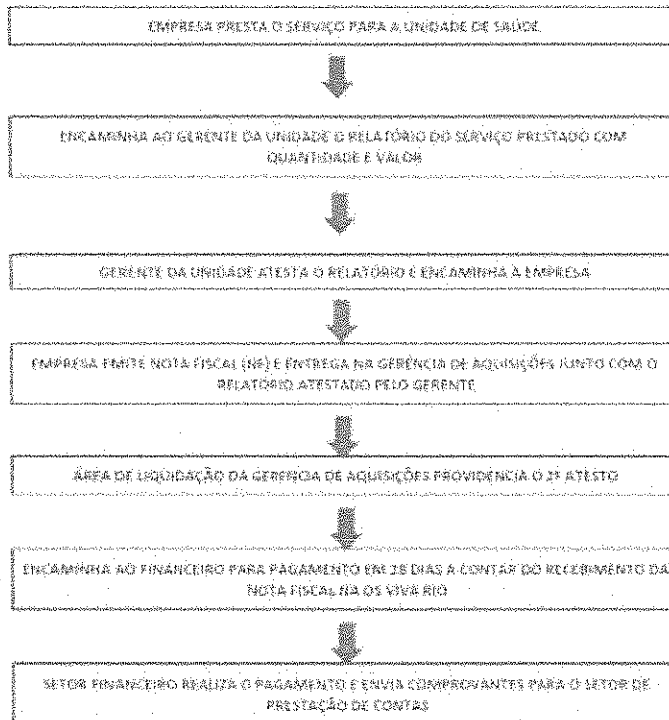 EMPRESA PRESTA O SERVIÇO PARA A UNIDADE DE SAÚDE
ENCAMINHA AO GERENTE DA UNIDADE O RELATÓRIO DO SERVIÇO PRESTADO COM
QUANTIDADE E VALOR
GERENTE DA UNIDADE ATESTA O RELATÓRIO E ENCAMINHA À EMPRESA
EMPRESA EMITE NOTA FISCAL (NF) E ENTREGA NA GERÊNCIA DE AQUISIÇÕES JUNTO COM O
RELATÓRIO ATESTADO PELO GERENTE
ÁREA DE LIQUIDAÇÃO DA GERENCIA DE AQUISIÇÕES PROVIDENCIA O 2º ATESTO
ENCAMINHA AO FINANCEIRO PARA PAGAMENTO EM 28 DIAS A CONTAR DO RECEBIMENTO DA
NOTA FISCAL NA OS VIVA RIO
SETOR FINANCEIRO REALIZA O PAGAMENTO E ENVIA COMPROVANTES PARA O SETOR DE
PRESTAÇÃO DE CONTAS